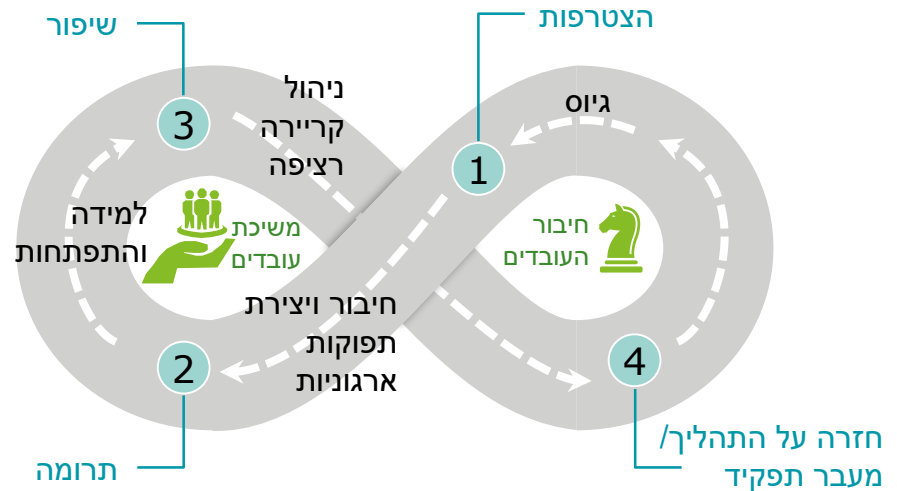 הצטרפות
שיפור
גיוס
ניהול
קריירה
רציפה
1
3
חיבור
העובדים
משיכת
עובדים
למידה
והתפתחות
חיבור ויצירת
תפוקות
ארגוניות
4
2
חזרה על התהליך/
מעבר תפקיד
תרומה